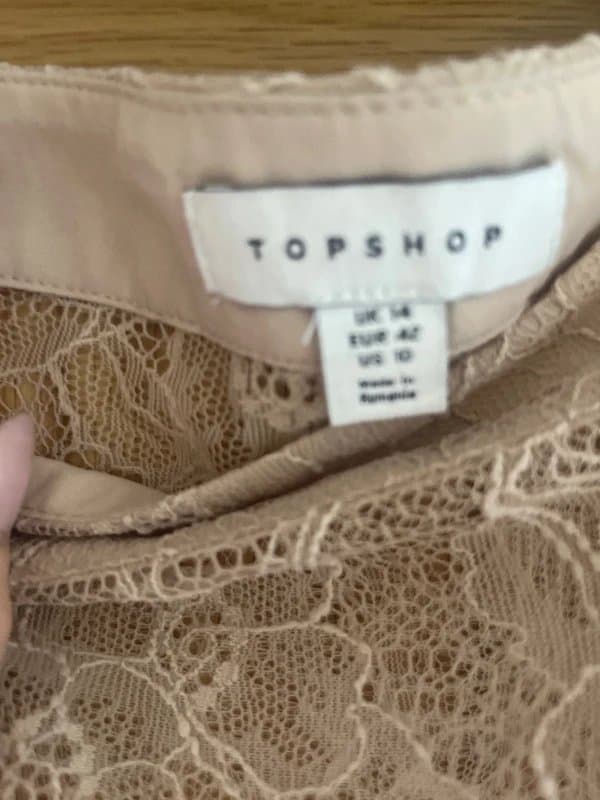 TOPSHOP
UK 14
EUR 42
US 10
Made in
Romania